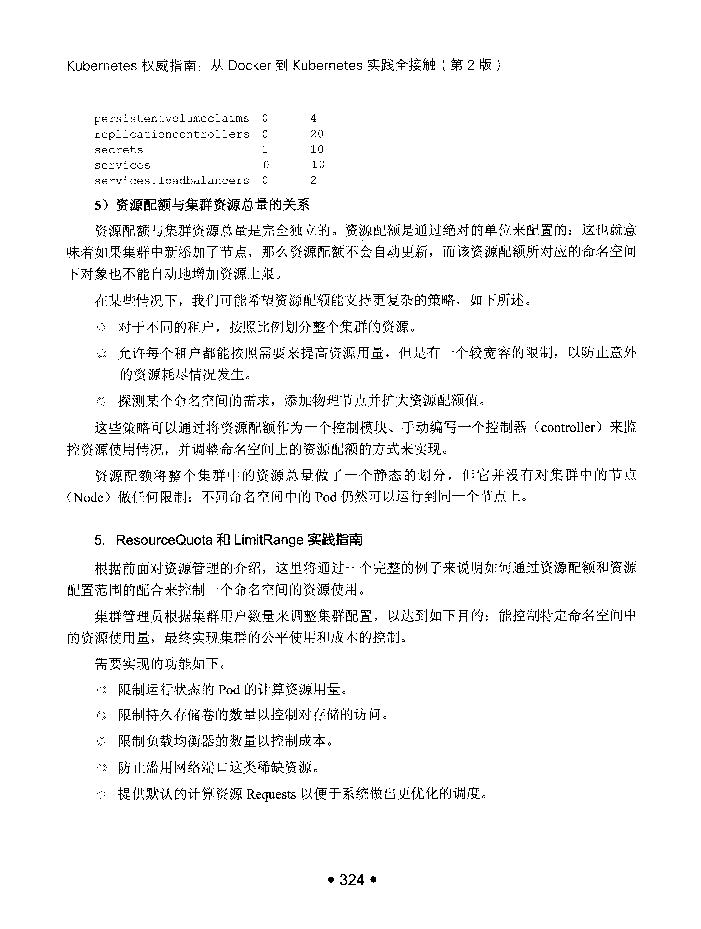 Kubernetes 权威指南：从 Docker 到 Kubernetes 实践全接触（第 2 版）
persistentvolumeclaims 0 4
replicationcontrollers 0 20
secrets 1 10
services 0 10
services.loadbalancers 0 2
5）资源配额与集群资源总量的关系
资源配额与集群资源总量是完全独立的。资源配额是通过绝对的单位来配置的；这也就意
味着如果集群中新添加了节点，那么资源配额不会自动更新，而该资源配额所对应的命名空间
下对象也不能自动地增加资源上限。
在某些情况下，我们可能希望资源配额能支持更复杂的策略，如下所述。
◎ 对于不同的租户，按照比例划分整个集群的资源。
◎ 允许每个租户都能按照需要来提高资源用量，但是有一个较宽容的限制，以防止意外
的资源耗尽情况发生。
◎ 探测某个命名空间的需求，添加物理节点并扩大资源配额值。
这些策略可以通过将资源配额作为一个控制模块、手动编写一个控制器（controller）来监
控资源使用情况，并调整命名空间上的资源配额的方式来实现。
资源配额将整个集群中的资源总量做了一个静态的划分，但它并没有对集群中的节点
（Node）做任何限制：不同命名空间中的 Pod 仍然可以运行到同一个节点上。
5. ResourceQuota 和 LimitRange 实践指南
根据前面对资源管理的介绍，这里将通过一个完整的例子来说明如何通过资源配额和资源
配置范围的配合来控制一个命名空间的资源使用。
集群管理员根据集群用户数量来调整集群配置，以达到如下目的：能控制特定命名空间中
的资源使用量，最终实现集群的公平使用和成本的控制。
需要实现的功能如下。
◎ 限制运行状态的 Pod 的计算资源用量。
◎ 限制持久存储卷的数量以控制对存储的访问。
◎ 限制负载均衡器的数量以控制成本。
◎ 防止滥用网络端口这类稀缺资源。
◎ 提供默认的计算资源 Requests 以便于系统做出更优化的调度。
• 324 •